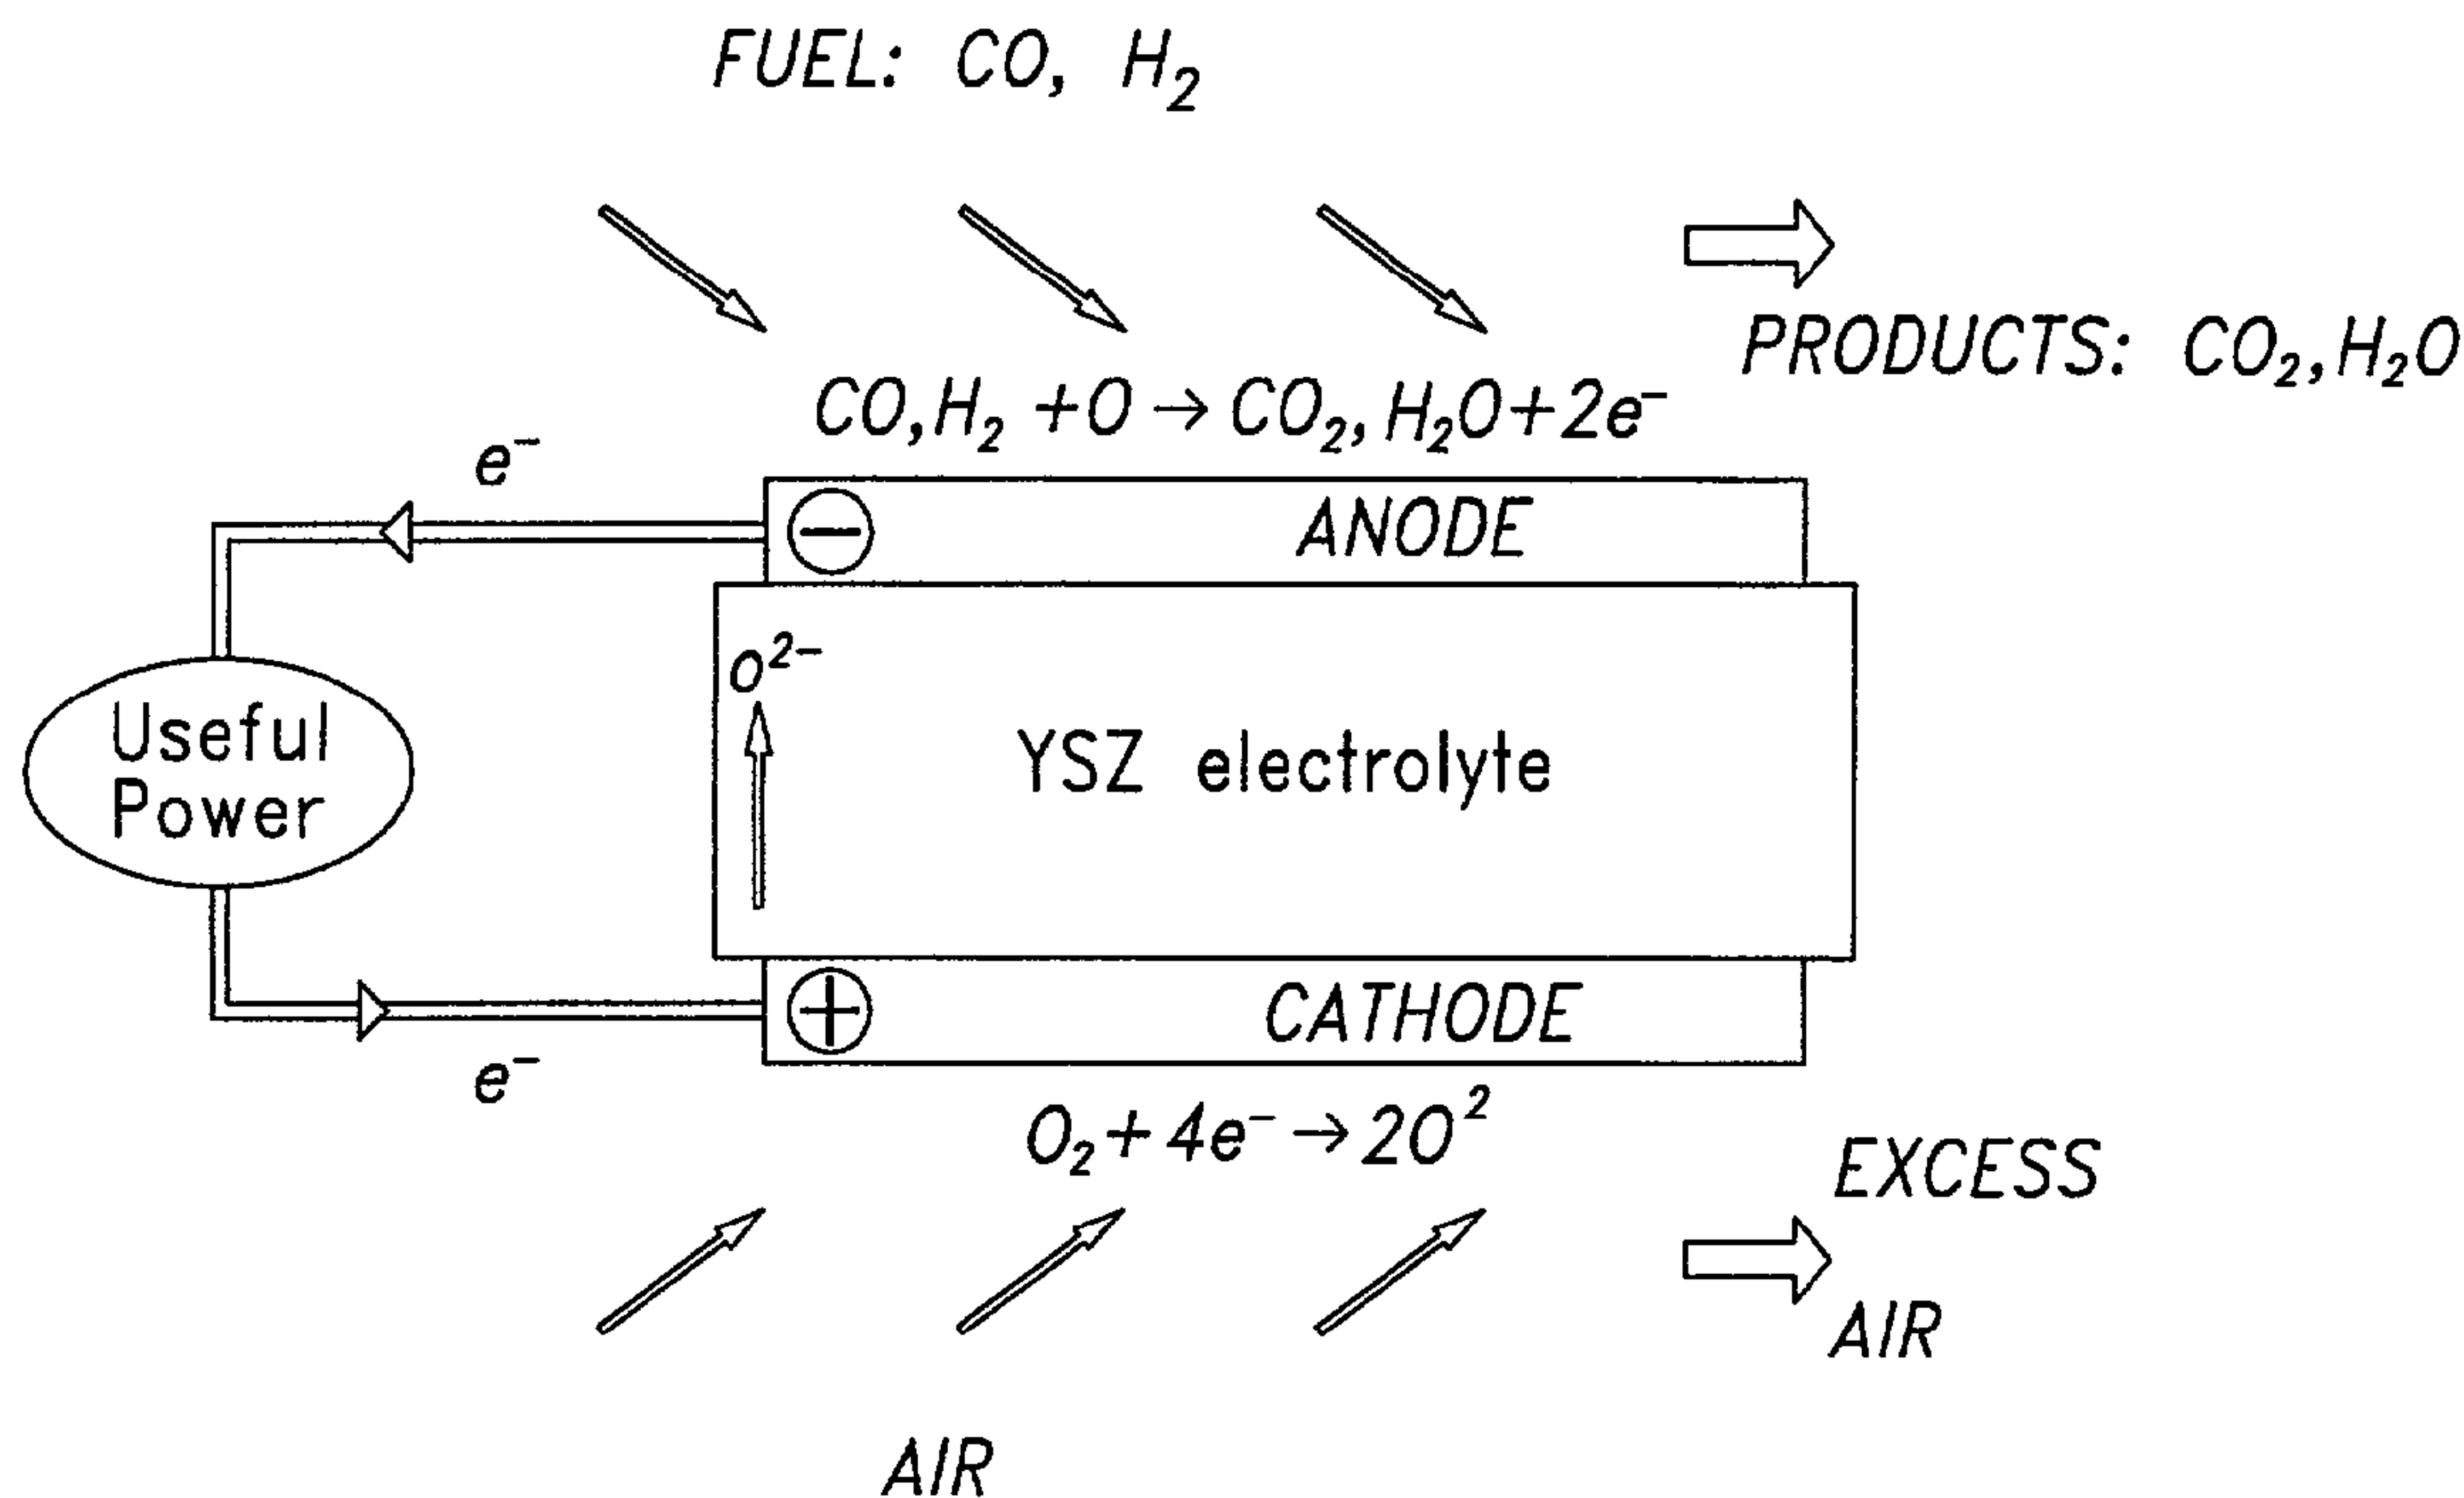 FUEL: CO, H₂
PRODUCTS: CO₂,H₂O
CO,H₂ +O → CO₂, H₂O+2e⁻
e⁻
⊖ ANODE
O²⁻
Useful
Power
YSZ electrolyte
⊕ CATHODE
e⁻
O₂+4e⁻→2O²
EXCESS
AIR
AIR